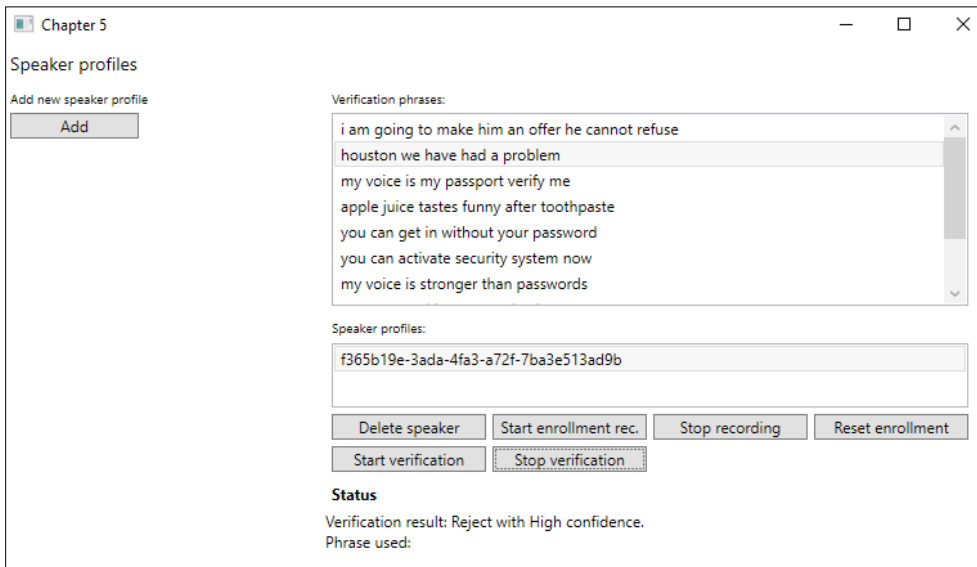 Chapter 5
Speaker profiles
Add new speaker profile
Add
Verification phrases:
i am going to make him an offer he cannot refuse
houston we have had a problem
my voice is my passport verify me
apple juice tastes funny after toothpaste
you can get in without your password
you can activate security system now
my voice is stronger than passwords
Speaker profiles:
f365b19e-3ada-4fa3-a72f-7ba3e513ad9b
Delete speaker Start enrollment rec. Stop recording Reset enrollment
Start verification Stop verification
Status
Verification result: Reject with High confidence.
Phrase used: